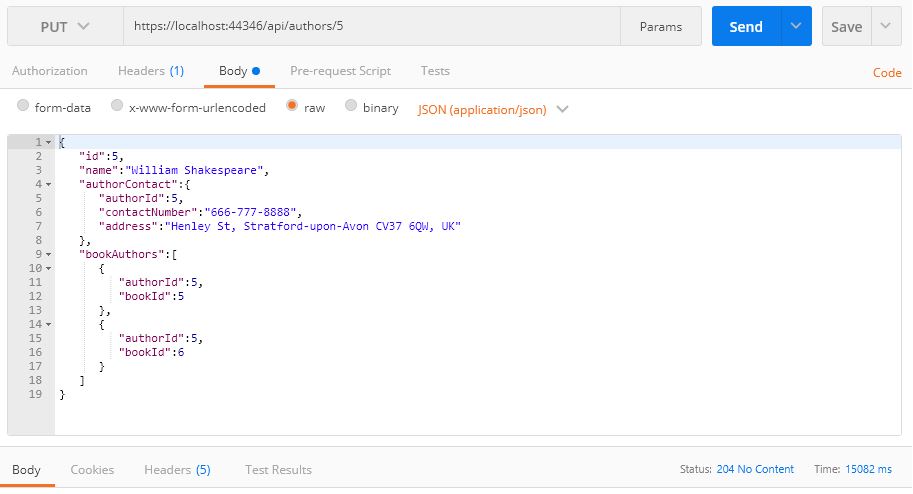 PUT https://localhost:44346/api/authors/5 Params Send Save
Authorization Headers (1) Body Pre-request Script Tests Code
form-data x-www-form-urlencoded raw binary JSON (application/json)
1 {
2 "id":5,
3 "name":"William Shakespeare",
4 "authorContact":{
5 "authorId":5,
6 "contactNumber":"666-777-8888",
7 "address":"Henley St, Stratford-upon-Avon CV37 6QW, UK"
8 },
9 "bookAuthors":[
10 {
11 "authorId":5,
12 "bookId":5
13 },
14 {
15 "authorId":5,
16 "bookId":6
17 }
18 ]
19 }
Body Cookies Headers (5) Test Results Status: 204 No Content Time: 15082 ms